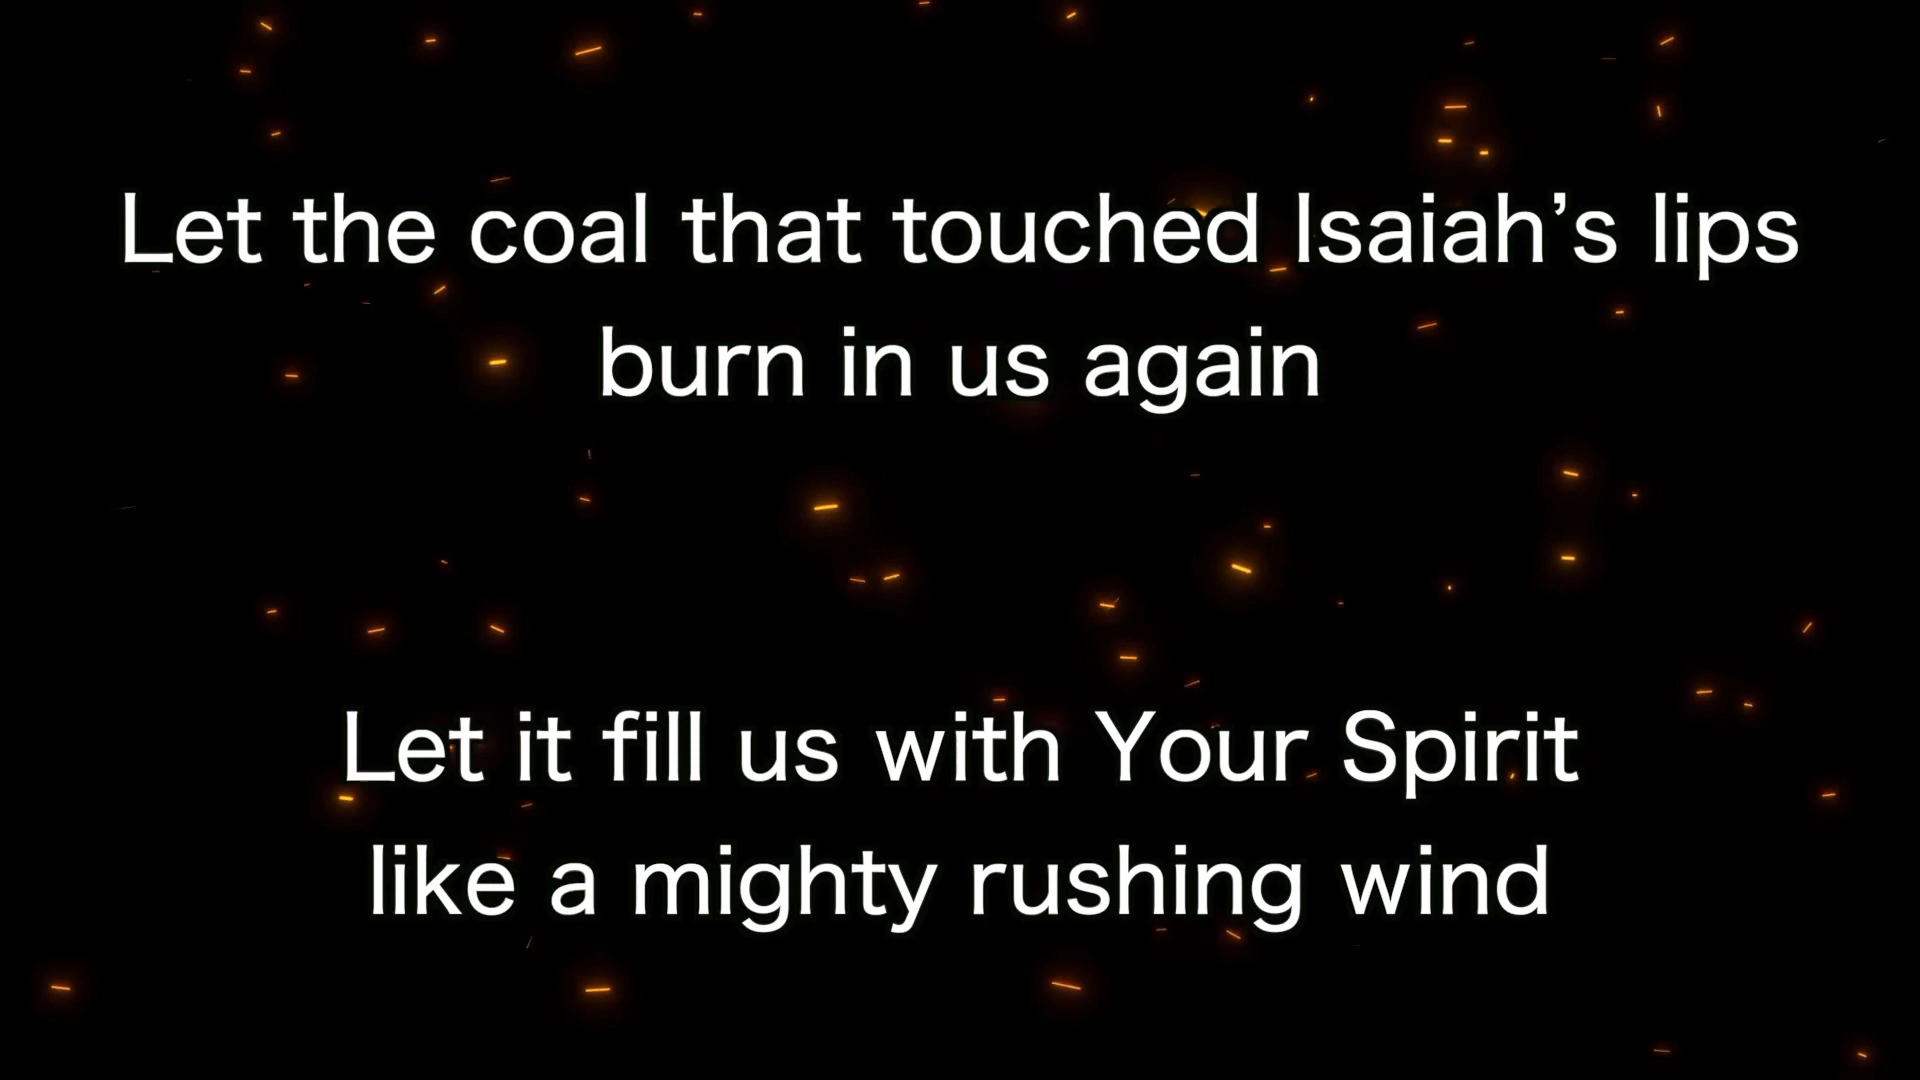 Let the coal that touched Isaiah’s lips
burn in us again
Let it fill us with Your Spirit
like a mighty rushing wind